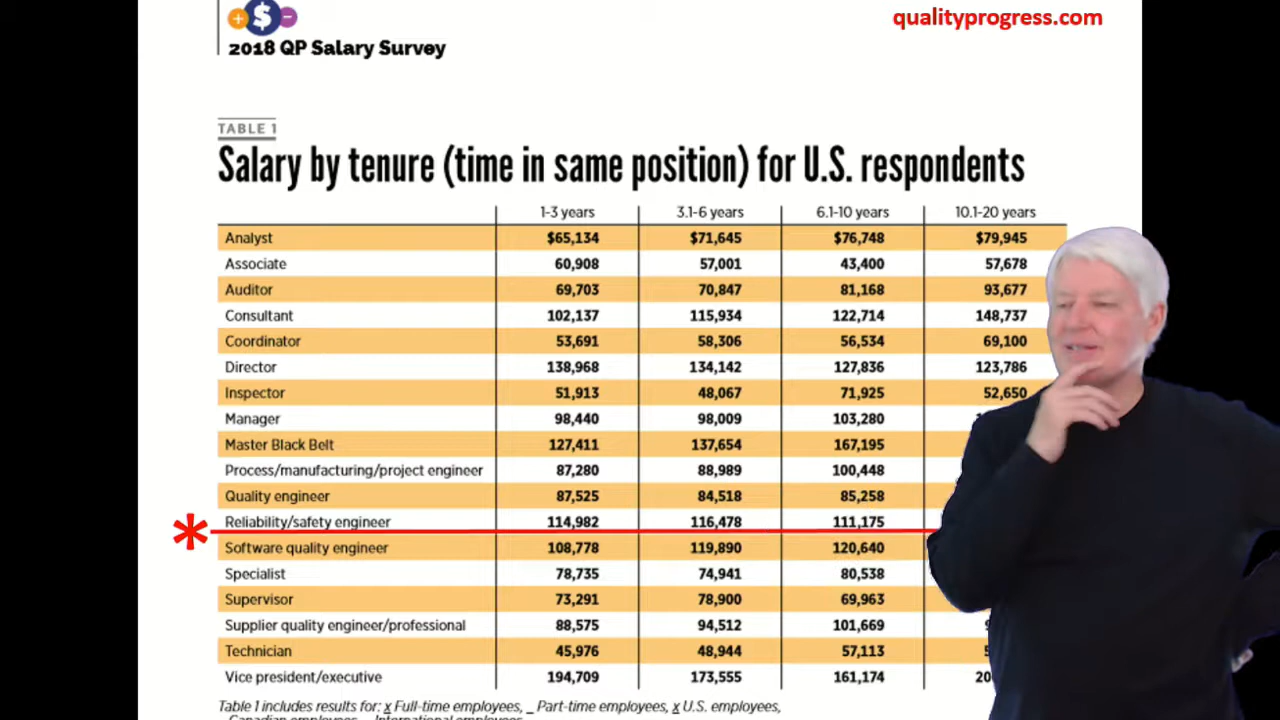 qualityprogress.com
2018 QP Salary Survey
TABLE 1
Salary by tenure (time in same position) for U.S. respondents
1-3 years 3.1-6 years 6.1-10 years 10.1-20 years
Analyst $65,134 $71,645 $76,748 $79,945
Associate 60,908 57,001 43,400 57,678
Auditor 69,703 70,847 81,168 93,677
Consultant 102,137 115,934 122,714 148,737
Coordinator 53,691 58,306 56,534 69,100
Director 138,968 134,142 127,836 123,786
Inspector 51,913 48,067 71,925 52,650
Manager 98,440 98,009 103,280
Master Black Belt 127,411 137,654 167,195
Process/manufacturing/project engineer 87,280 88,989 100,448
Quality engineer 87,525 84,518 85,258
Reliability/safety engineer 114,982 116,478 111,175
Software quality engineer 108,778 119,890 120,640
Specialist 78,735 74,941 80,538
Supervisor 73,291 78,900 69,963
Supplier quality engineer/professional 88,575 94,512 101,669
Technician 45,976 48,944 57,113
Vice president/executive 194,709 173,555 161,174
Table 1 includes results for: x Full-time employees, _ Part-time employees, x U.S. employees,